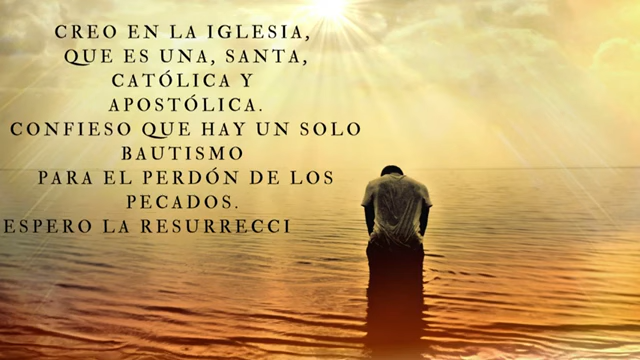 CREO EN LA IGLESIA,
QUE ES UNA, SANTA,
CATÓLICA Y
APOSTÓLICA.
CONFIESO QUE HAY UN SOLO
BAUTISMO
PARA EL PERDÓN DE LOS
PECADOS.
ESPERO LA RESURRECCI